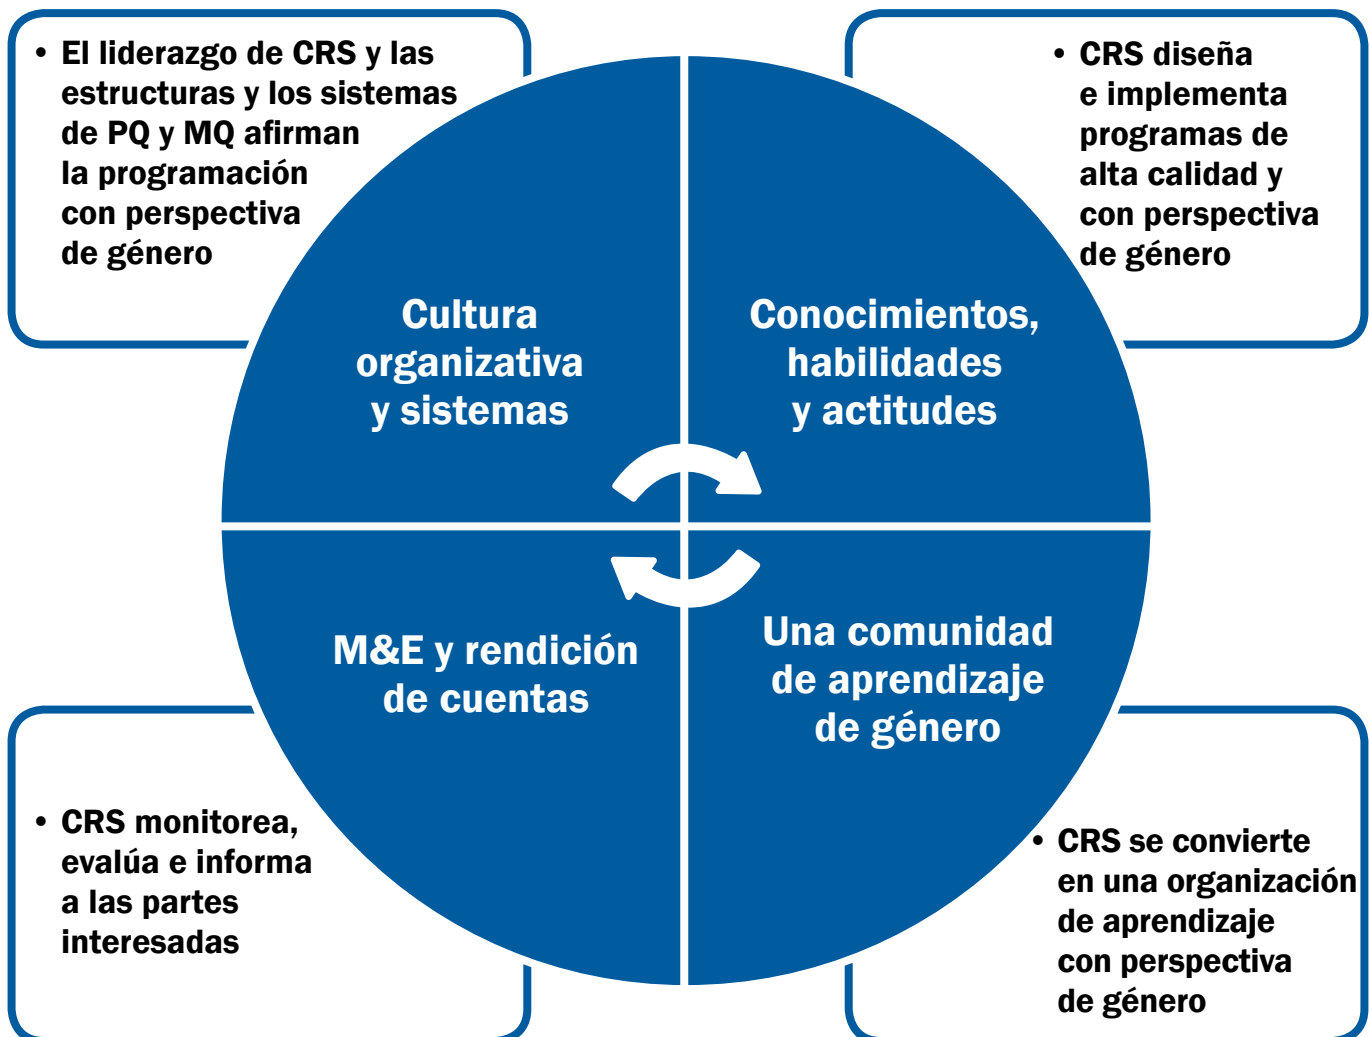 • El liderazgo de CRS y las
estructuras y los sistemas
de PQ y MQ afirman
la programación
con perspectiva
de género
• CRS diseña
e implementa
programas de
alta calidad y
con perspectiva
de género
Cultura
organizativa
y sistemas
Conocimientos,
habilidades
y actitudes
M&E y rendición
de cuentas
Una comunidad
de aprendizaje
de género
• CRS monitorea,
evalúa e informa
a las partes
interesadas
• CRS se convierte
en una organización
de aprendizaje
con perspectiva
de género